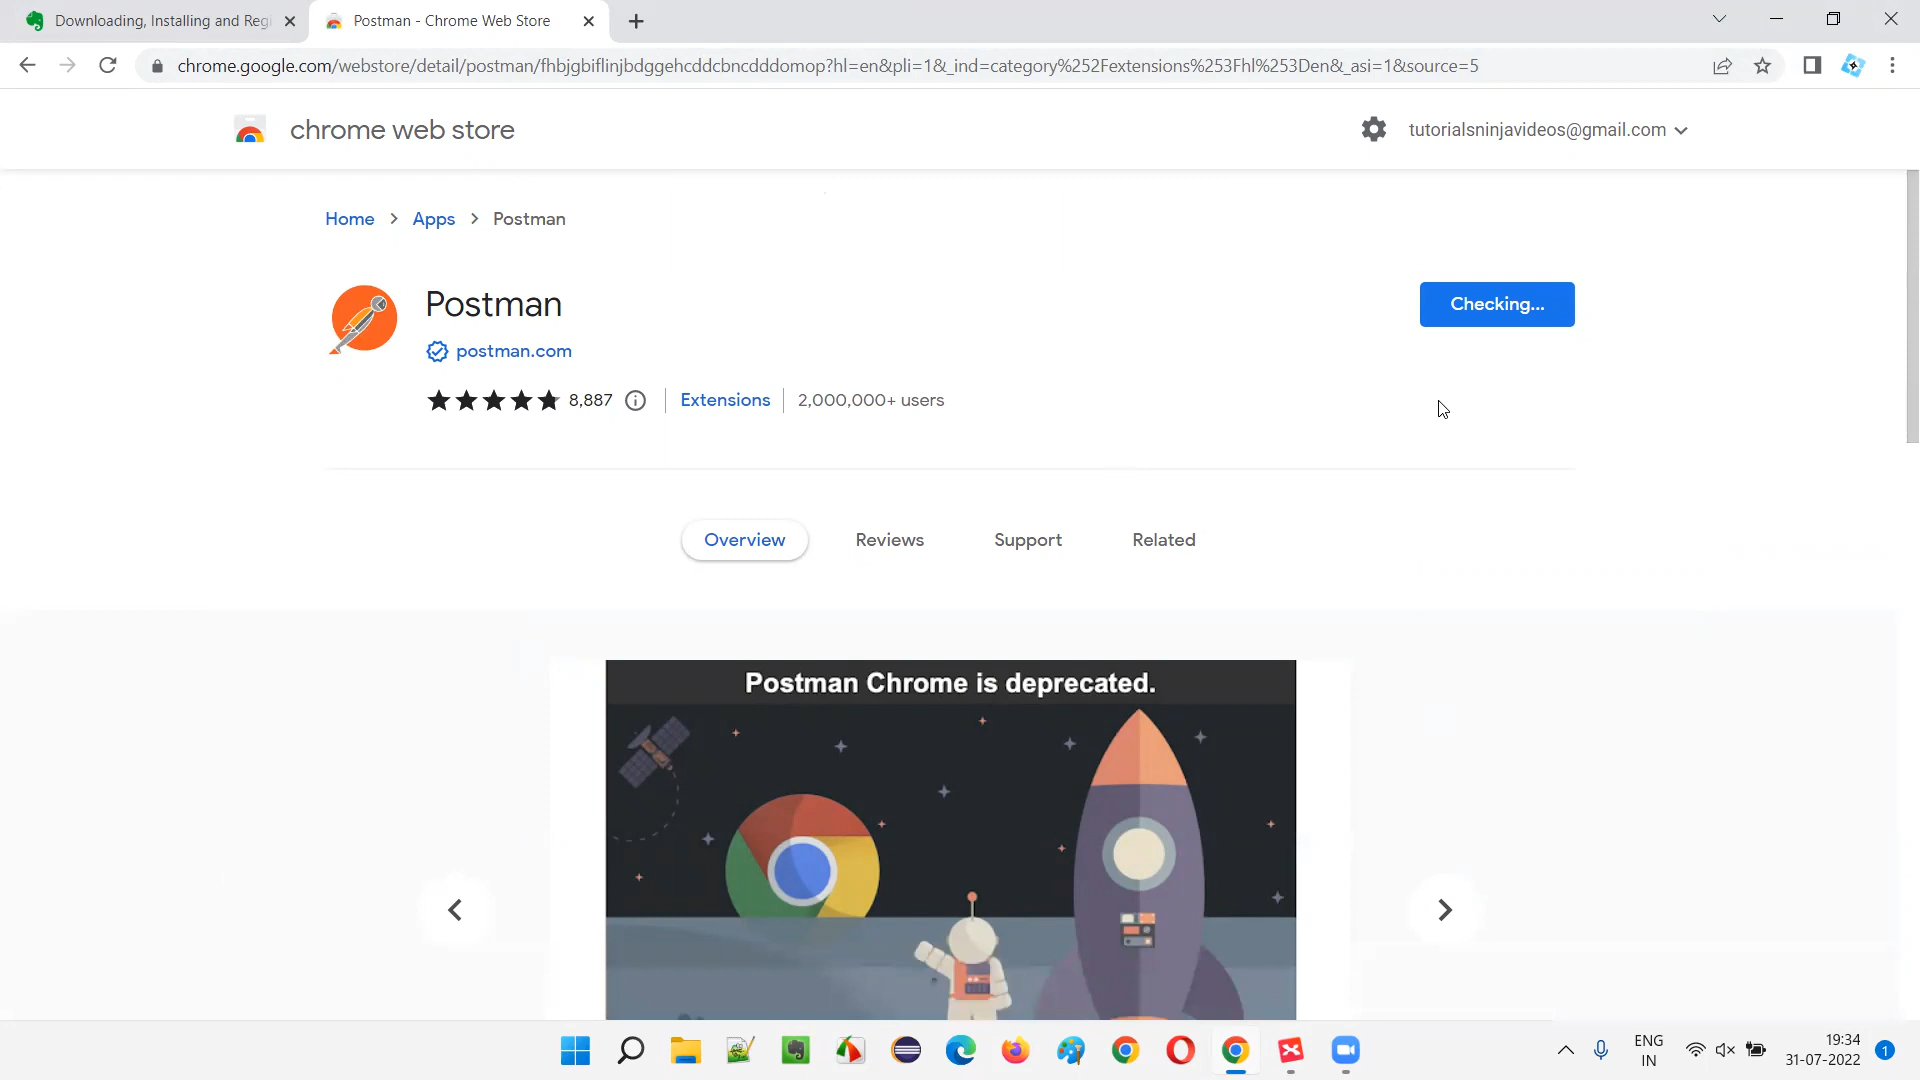 Downloading, Installing and Regi
Postman - Chrome Web Store
chrome.google.com/webstore/detail/postman/fhbjgbiflinjbdggehcddcbncdddomop?hl=en&pli=1&_ind=category%252Fextensions%253Fhl%253Den&_asi=1&source=5
chrome web store
tutorialsninjavideos@gmail.com
Home > Apps > Postman
Postman
Checking...
postman.com
8,887
Extensions
2,000,000+ users
Overview
Reviews
Support
Related
Postman Chrome is deprecated.
ENG
IN
19:34
31-07-2022
1